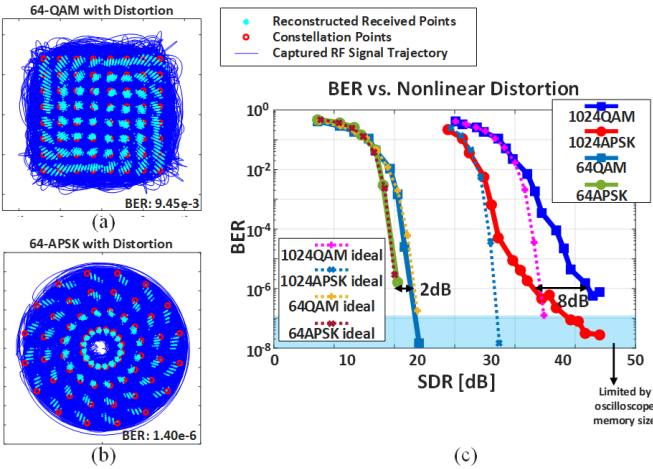 64-QAM with Distortion
BER: 9.45e-3
(a)
64-APSK with Distortion
BER: 1.40e-6
(b)
Reconstructed Received Points
Constellation Points
Captured RF Signal Trajectory
BER vs. Nonlinear Distortion
10^0
10^-2
10^-4
10^-6
10^-8
BER
0
10
20
30
40
50
SDR [dB]
1024QAM
1024APSK
64QAM
64APSK
1024QAM ideal
1024APSK ideal
64QAM ideal
64APSK ideal
2dB
8dB
Limited by
oscilloscope
memory size
(c)